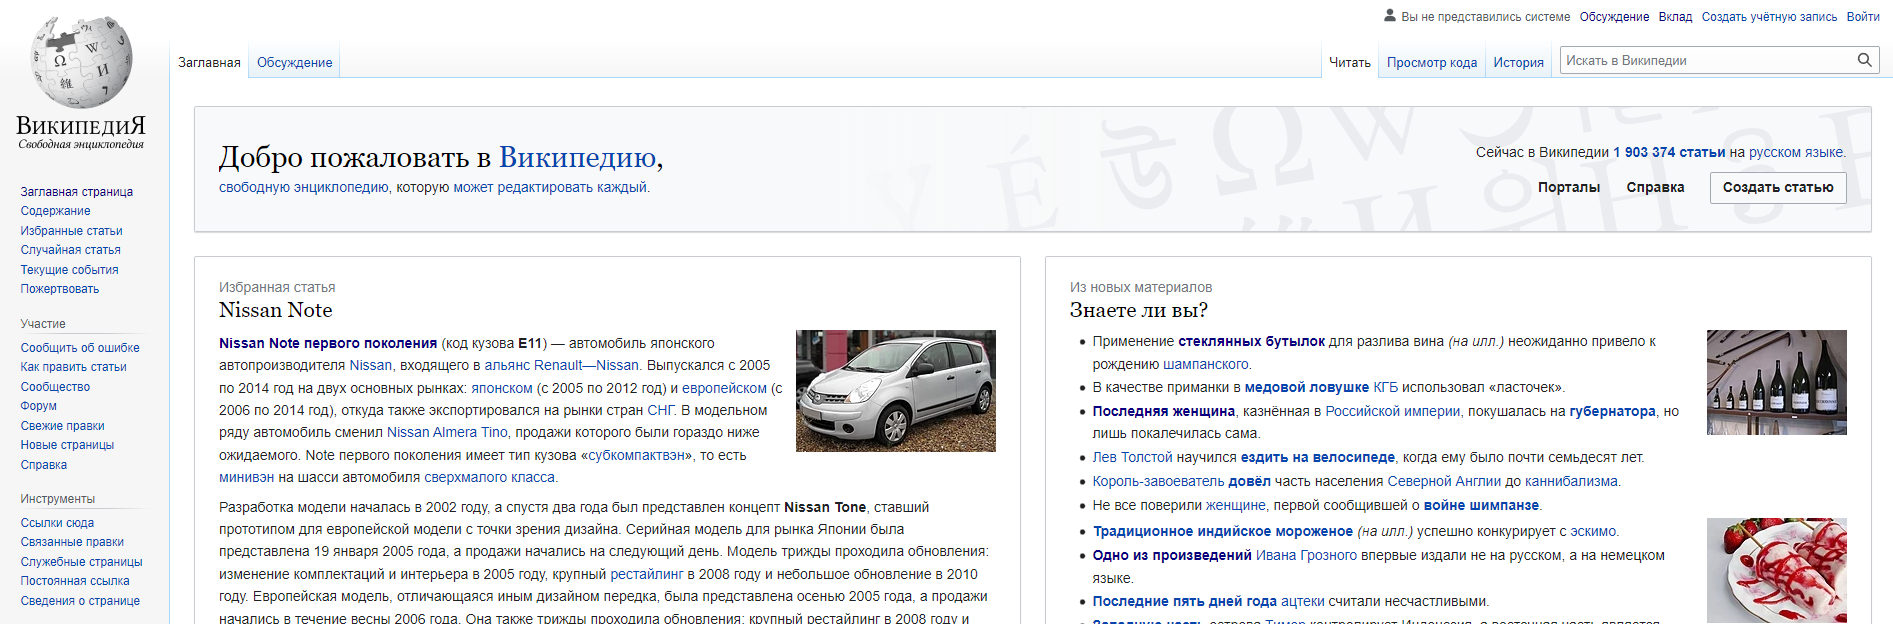 Вы не представились системе Обсуждение Вклад Создать учётную запись Войти
Заглавная Обсуждение Читать Просмотр кода История Искать в Википедии
ВикипедиЯ
Свободная энциклопедия
Заглавная страница
Содержание
Избранные статьи
Случайная статья
Текущие события
Пожертвовать
Участие
Сообщить об ошибке
Как править статьи
Сообщество
Форум
Свежие правки
Новые страницы
Справка
Инструменты
Ссылки сюда
Связанные правки
Служебные страницы
Постоянная ссылка
Сведения о странице
Добро пожаловать в Википедию,
свободную энциклопедию, которую может редактировать каждый.
Сейчас в Википедии 1 903 374 статьи на русском языке.
Порталы Справка Создать статью
Избранная статья
Nissan Note
Nissan Note первого поколения (код кузова E11) — автомобиль японского
автопроизводителя Nissan, входящего в альянс Renault—Nissan. Выпускался с 2005
по 2014 год на двух основных рынках: японском (с 2005 по 2012 год) и европейском (с
2006 по 2014 год), откуда также экспортировался на рынки стран СНГ. В модельном
ряду автомобиль сменил Nissan Almera Tino, продажи которого были гораздо ниже
ожидаемого. Note первого поколения имеет тип кузова «субкомпактвэн», то есть
минивэн на шасси автомобиля сверхмалого класса.
Разработка модели началась в 2002 году, а спустя два года был представлен концепт Nissan Tone, ставший
прототипом для европейской модели с точки зрения дизайна. Серийная модель для рынка Японии была
представлена 19 января 2005 года, а продажи начались на следующий день. Модель трижды проходила обновления:
изменение комплектаций и интерьера в 2005 году, крупный рестайлинг в 2008 году и небольшое обновление в 2010
году. Европейская модель, отличающаяся иным дизайном передка, была представлена осенью 2005 года, а продажи
начались в течение весны 2006 года. Она также трижды проходила обновления: крупный рестайлинг в 2008 году и
Из новых материалов
Знаете ли вы?
Применение стеклянных бутылок для разлива вина (на илл.) неожиданно привело к
рождению шампанского.
В качестве приманки в медовой ловушке КГБ использовал «ласточек».
Последняя женщина, казнённая в Российской империи, покушалась на губернатора, но
лишь покалечилась сама.
Лев Толстой научился ездить на велосипеде, когда ему было почти семьдесят лет.
Король-завоеватель довёл часть населения Северной Англии до каннибализма.
Не все поверили женщине, первой сообщившей о войне шимпанзе.
Традиционное индийское мороженое (на илл.) успешно конкурирует с эскимо.
Одно из произведений Ивана Грозного впервые издали не на русском, а на немецком
языке.
Последние пять дней года ацтеки считали несчастливыми.
Западную часть острова Тимор контролирует Индонезия, а восточная часть является